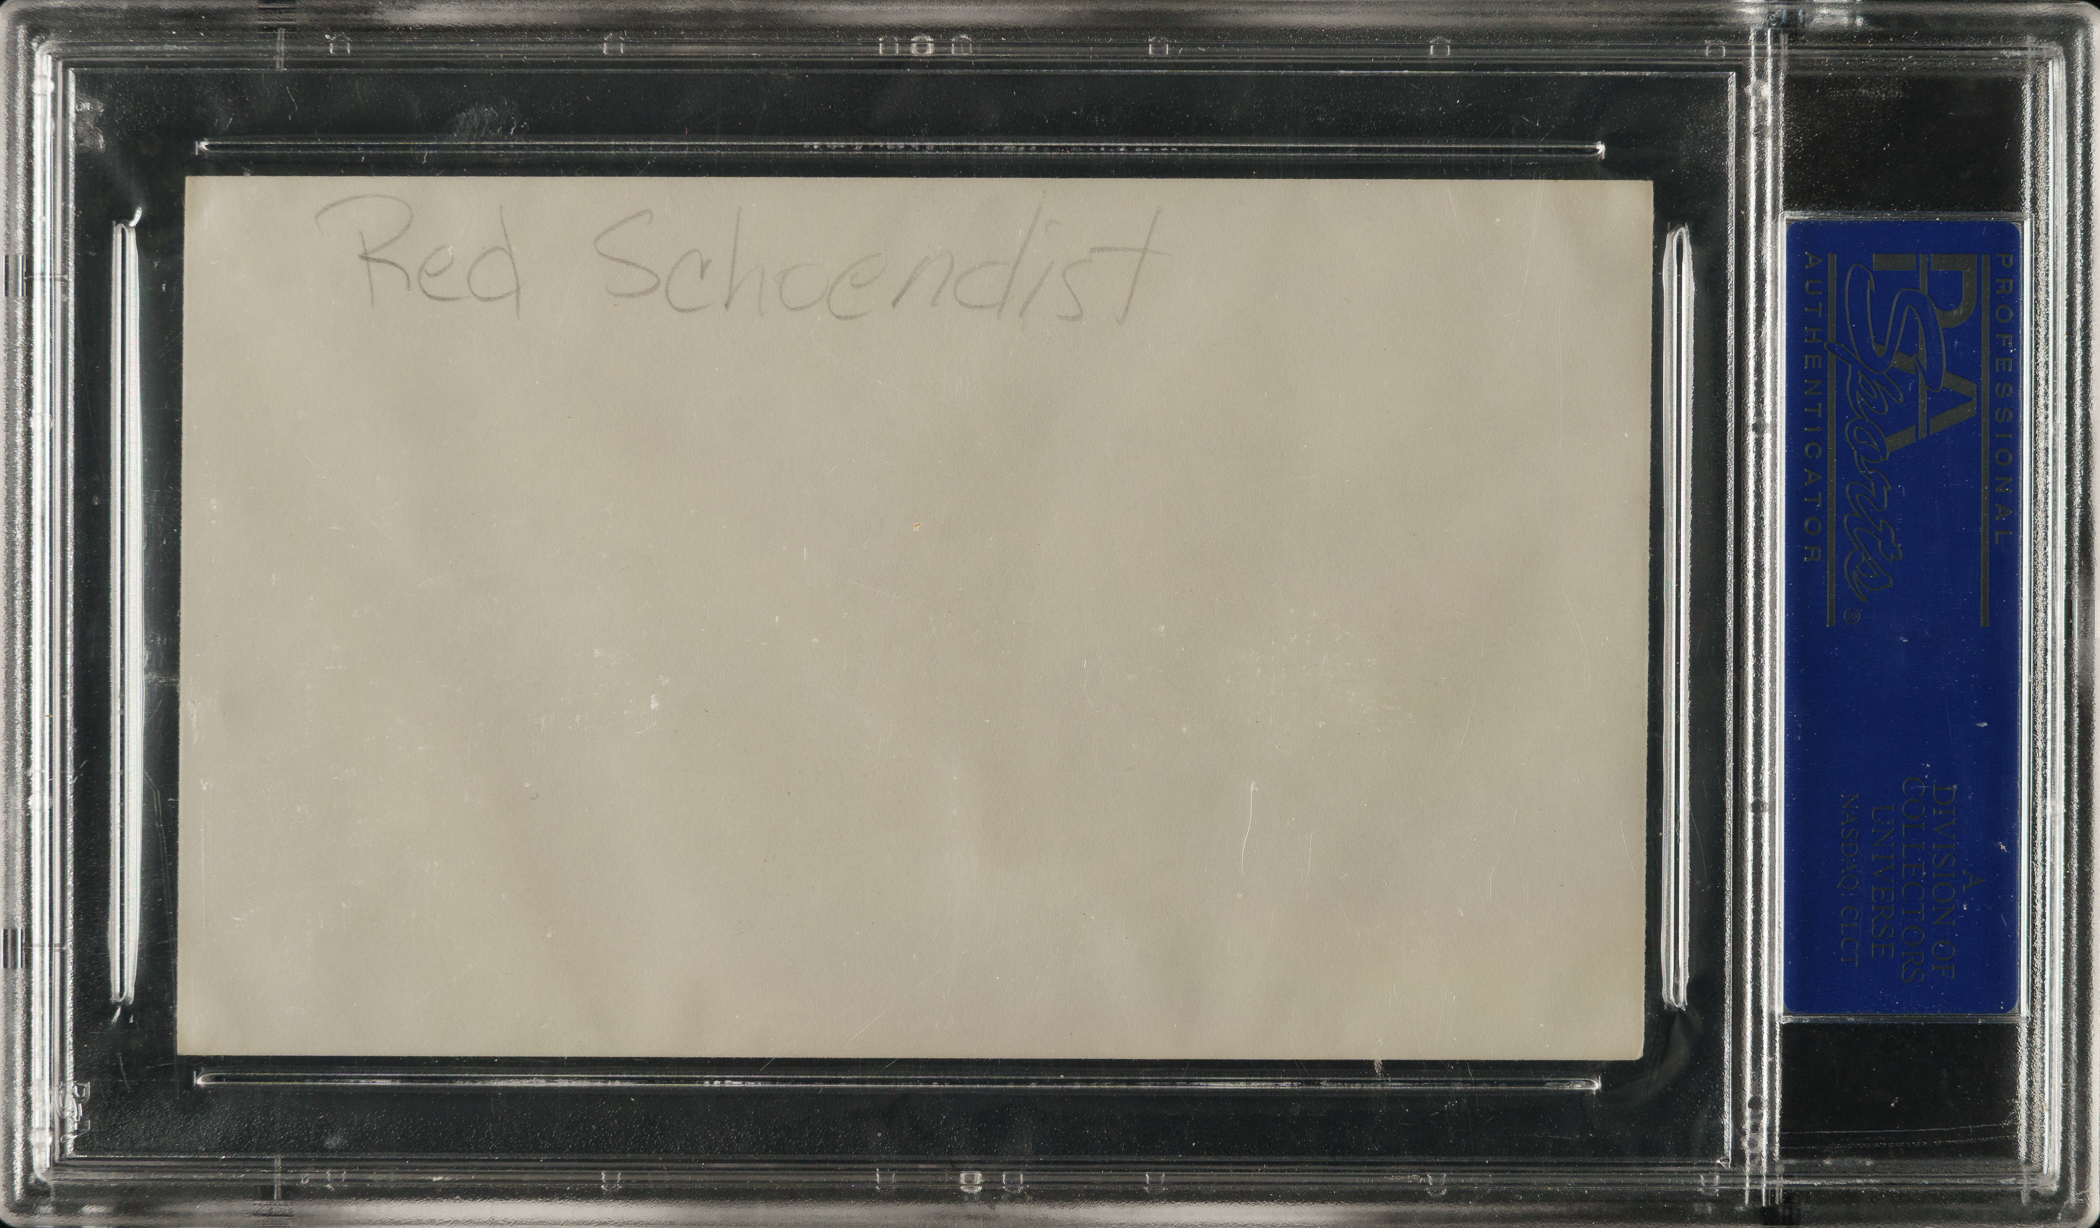 Red Schoendist
PROFESSIONAL
PSA
Sports
AUTHENTICATOR
®
A
DIVISION OF
COLLECTORS
UNIVERSE
NASDAQ CLCT